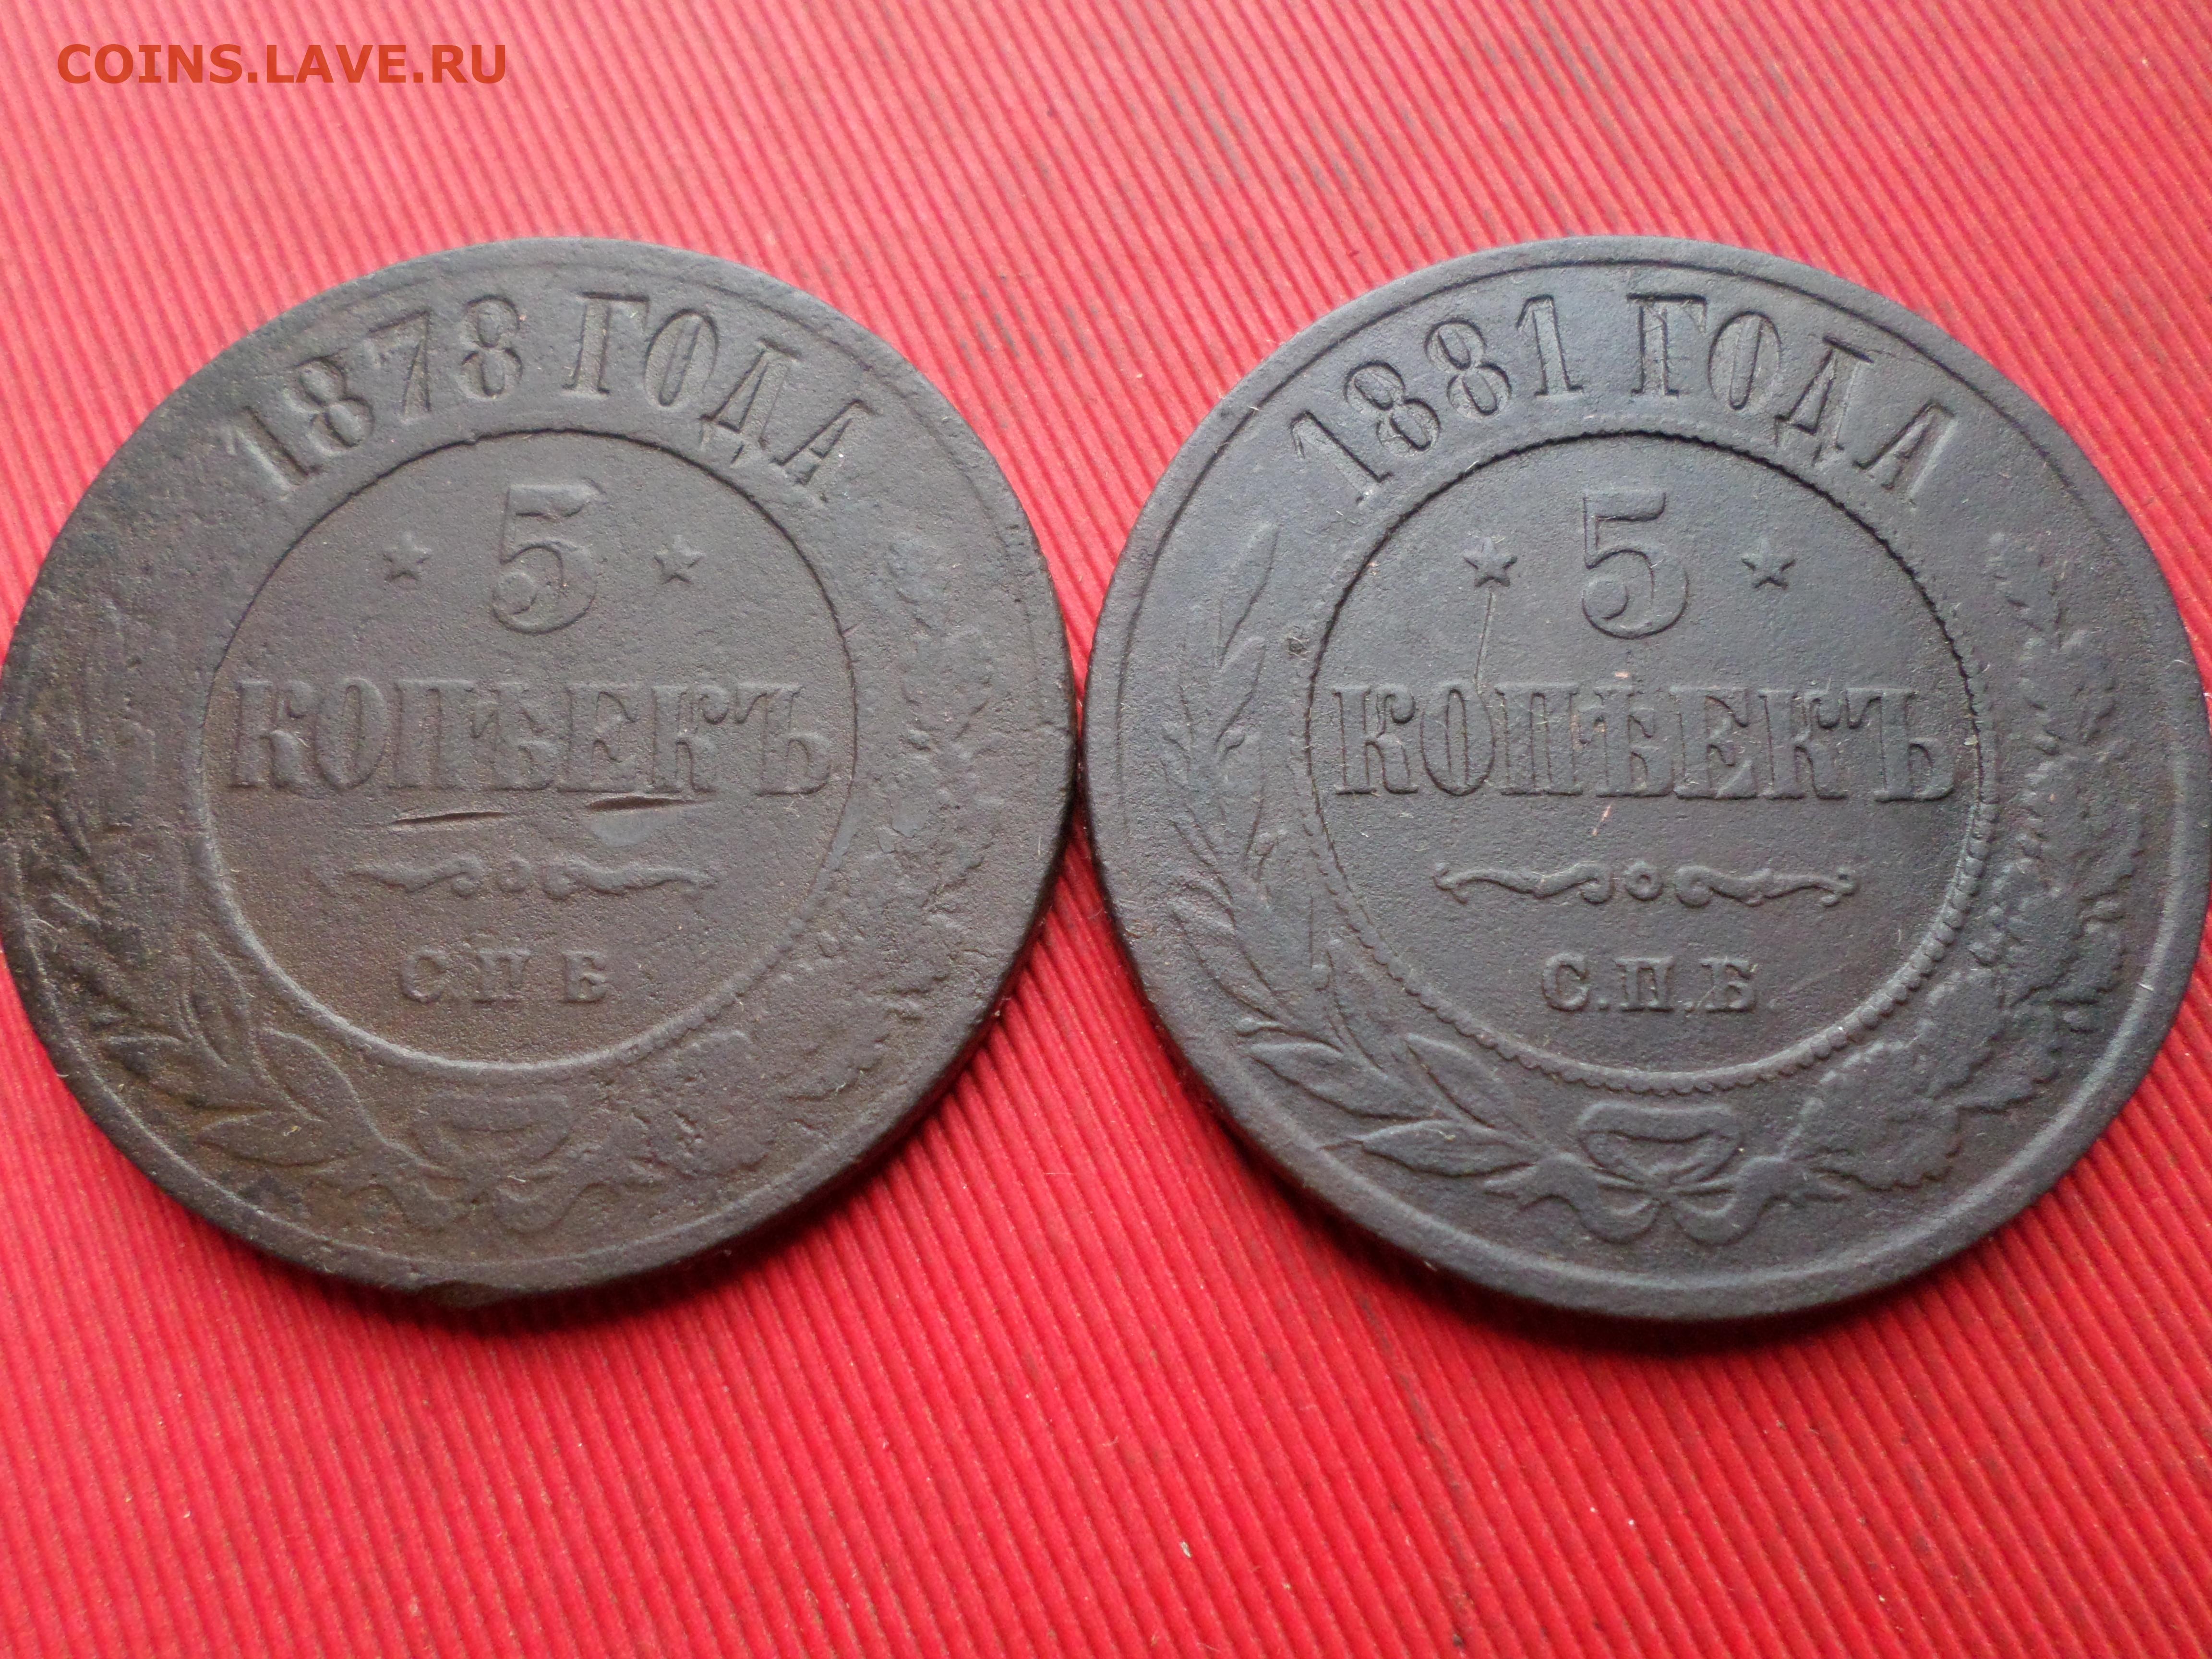 COINS.LAVE.RU
1878 ГОДА
5
КОПѢЕКЪ
С.П.Б
1881 ГОДА
5
КОПѢЕКЪ
С.П.Б.